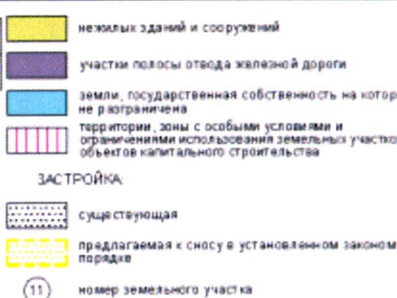 нежилых зданий и сооружений
участки полосы отвода железной дороги
земли, государственная собственность на котор
не разграничена
территории, зоны с особыми условиями и
ограничениями использования земельных участко
объектов капитального строительства
ЗАСТРОЙКА:
существующая
предлагаемая к сносу в установленном законом
порядке
11 номер земельного участка